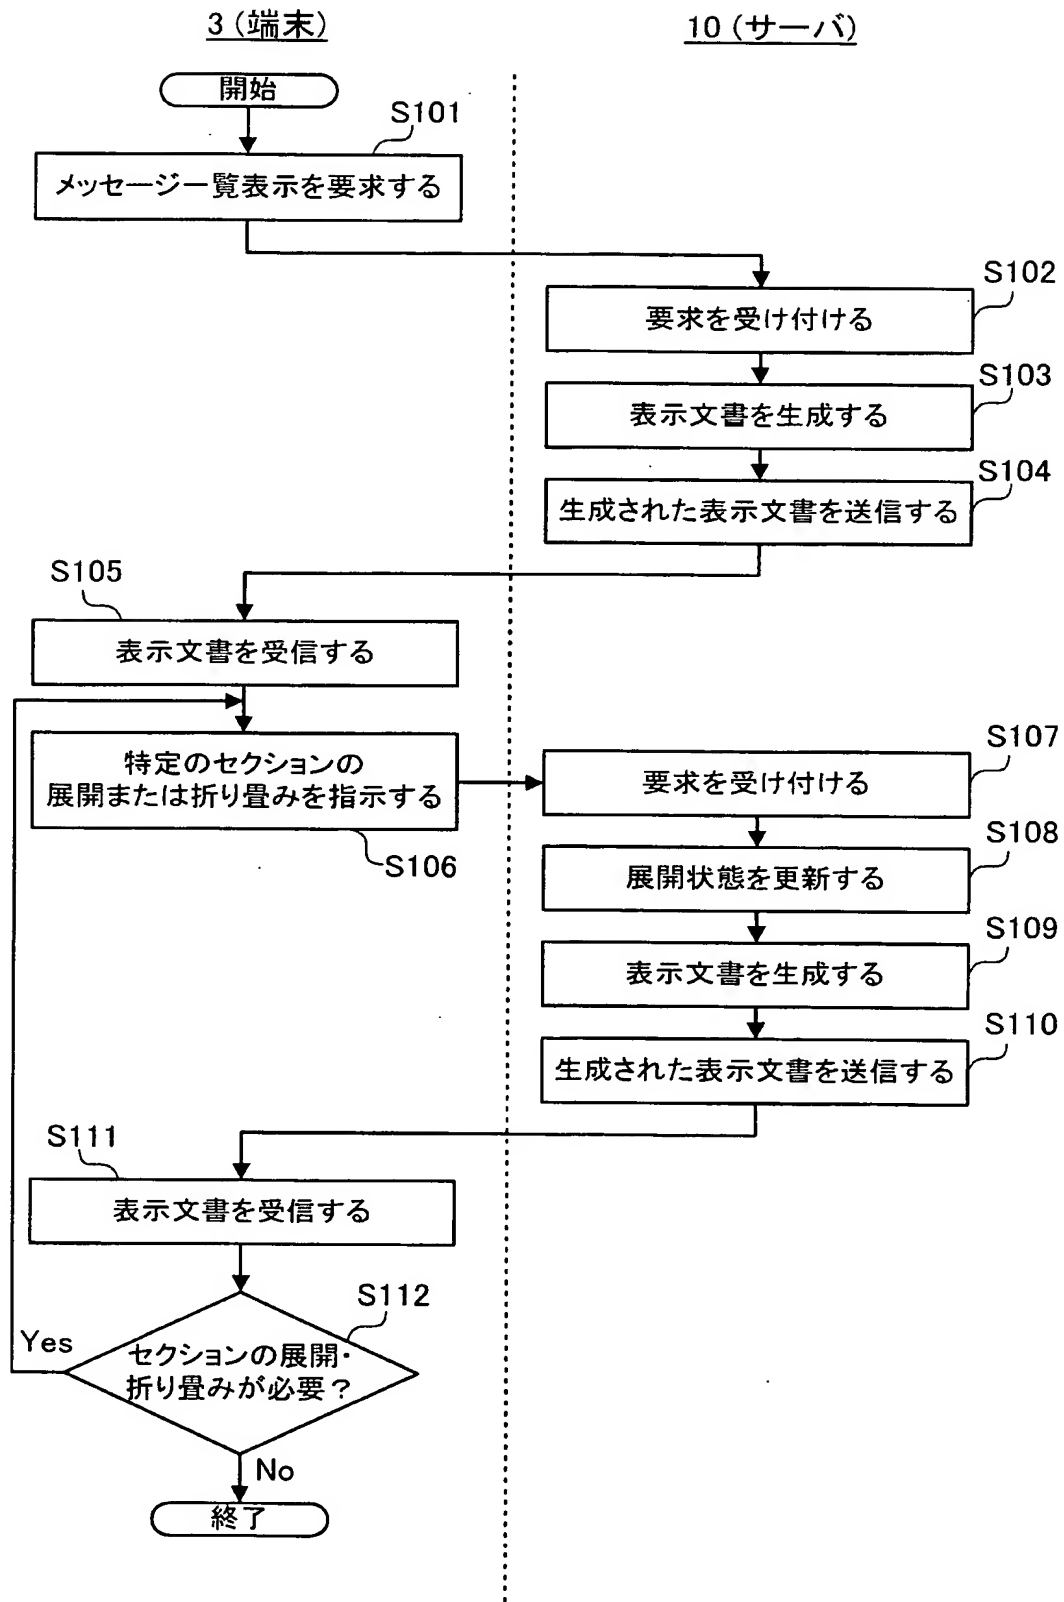 3 (端末)
10 (サーバ)
開始
S101
メッセージ一覧表示を要求する
S102
要求を受け付ける
S103
表示文書を生成する
S104
生成された表示文書を送信する
S105
表示文書を受信する
特定のセクションの
展開または折り畳みを指示する
S106
S107
要求を受け付ける
S108
展開状態を更新する
S109
表示文書を生成する
S110
生成された表示文書を送信する
S111
表示文書を受信する
S112
セクションの展開・
折り畳みが必要？
Yes
No
終了